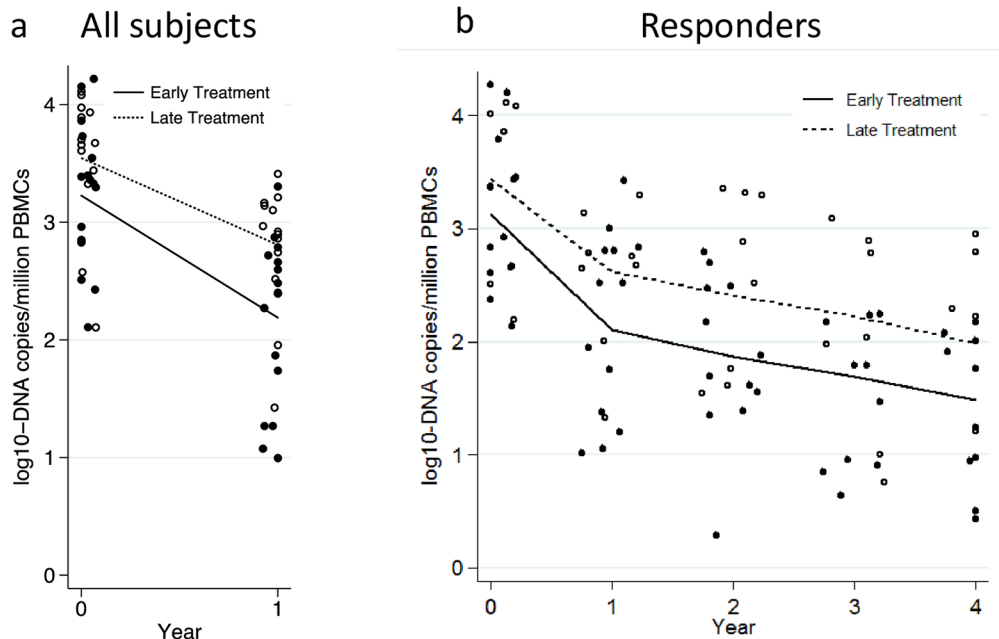 a All subjects
Early Treatment
Late Treatment
log10−DNA copies/million PBMCs
4
3
2
1
0
0 1
Year
b Responders
Early Treatment
Late Treatment
log10-DNA copies/million PBMCs
4
3
2
1
0
0 1 2 3 4
Year